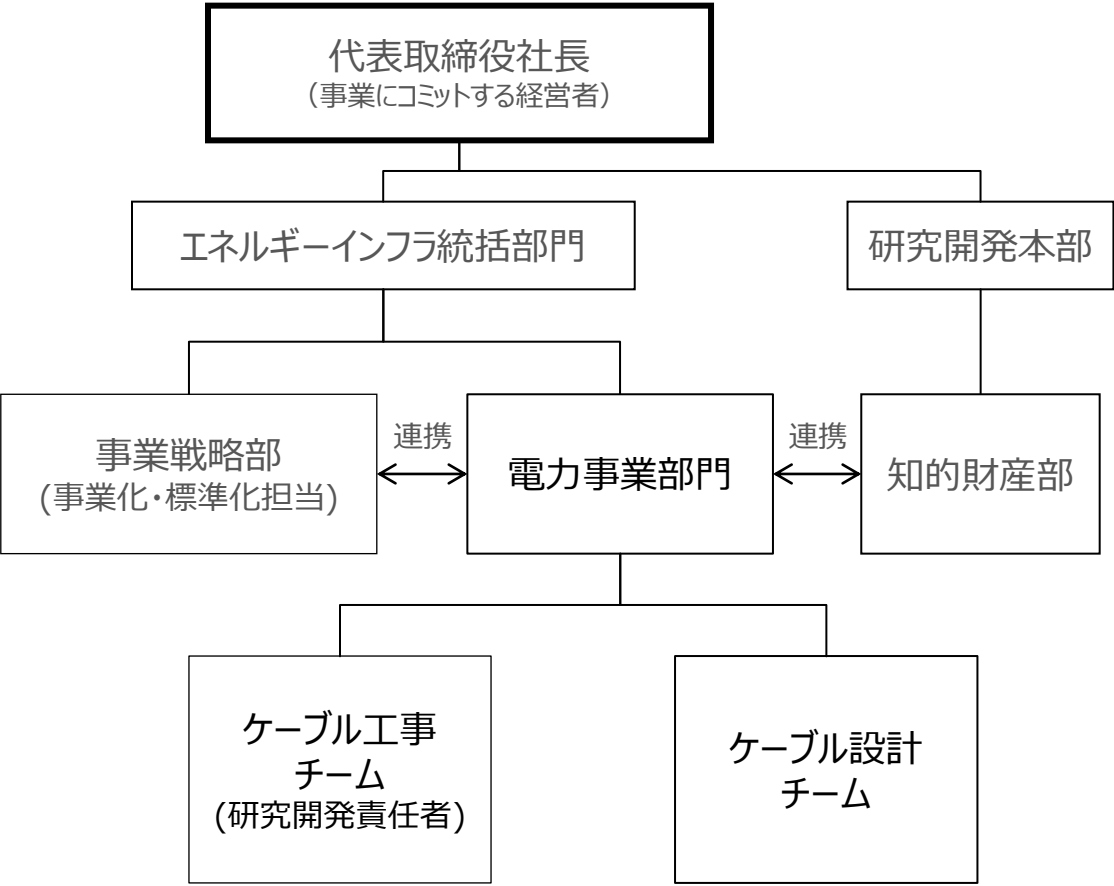 代表取締役社長
（事業にコミットする経営者）
エネルギーインフラ統括部門
研究開発本部
事業戦略部
(事業化・標準化担当)
連携
電力事業部門
連携
知的財産部
ケーブル工事
チーム
(研究開発責任者)
ケーブル設計
チーム